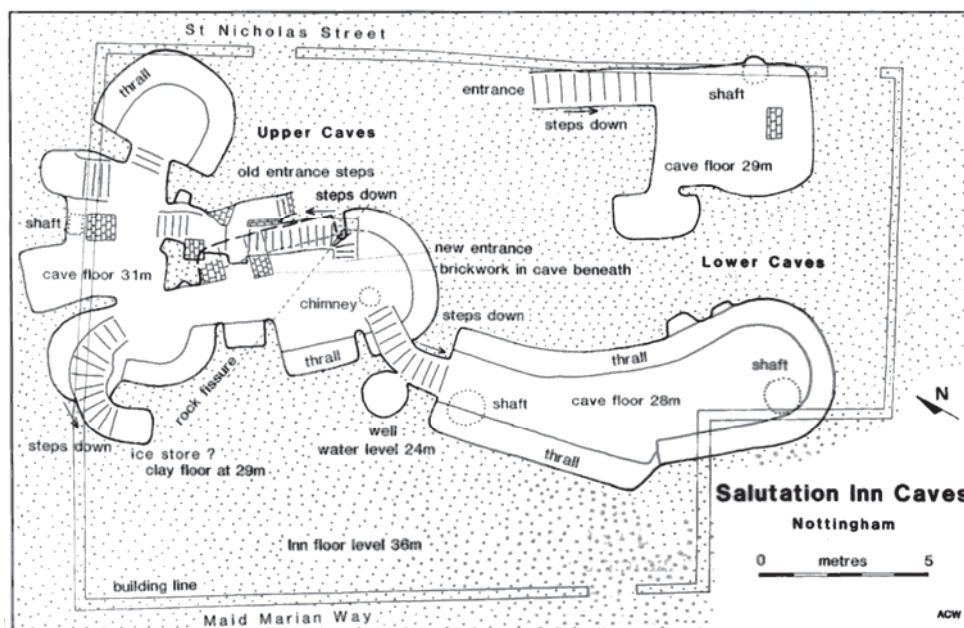 St Nicholas Street
thrall
entrance
shaft
steps down
Upper Caves
old entrance steps
steps down
cave floor 29m
shaft
new entrance
brickwork in cave beneath
cave floor 31m
Lower Caves
chimney
steps down
thrall
thrall
shaft
rock fissure
cave floor 28m
shaft
N
well
water level 24m
steps down
ice store ?
clay floor at 29m
thrall
Salutation Inn Caves
Nottingham
Inn floor level 36m
0 metres 5
building line
Maid Marian Way
ACW